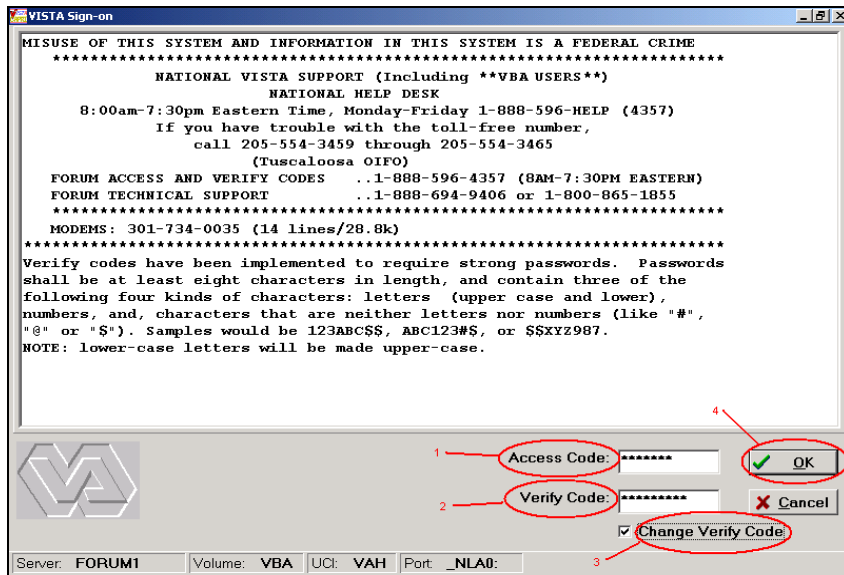 VISTA Sign-on
MISUSE OF THIS SYSTEM AND INFORMATION IN THIS SYSTEM IS A FEDERAL CRIME
***********************************************************************
NATIONAL VISTA SUPPORT (Including **VBA USERS**)
NATIONAL HELP DESK
8:00am-7:30pm Eastern Time, Monday-Friday 1-888-596-HELP (4357)
If you have trouble with the toll-free number,
call 205-554-3459 through 205-554-3465
(Tuscaloosa OIFO)
FORUM ACCESS AND VERIFY CODES ..1-888-596-4357 (8AM-7:30PM EASTERN)
FORUM TECHNICAL SUPPORT ..1-888-694-9406 or 1-800-865-1855
***********************************************************************
MODEMS: 301-734-0035 (14 lines/28.8k)
**************************************************************************
Verify codes have been implemented to require strong passwords. Passwords
shall be at least eight characters in length, and contain three of the
following four kinds of characters: letters (upper case and lower),
numbers, and, characters that are neither letters nor numbers (like "#",
"@" or "$"). Samples would be 123ABC$$, ABC123#$, or $$XYZ987.
NOTE: lower-case letters will be made upper-case.
4
1 Access Code: ******* OK
2 Verify Code: ********* Cancel
Change Verify Code
3
Server: FORUM1 Volume: VBA UCI: VAH Port: _NLA0: